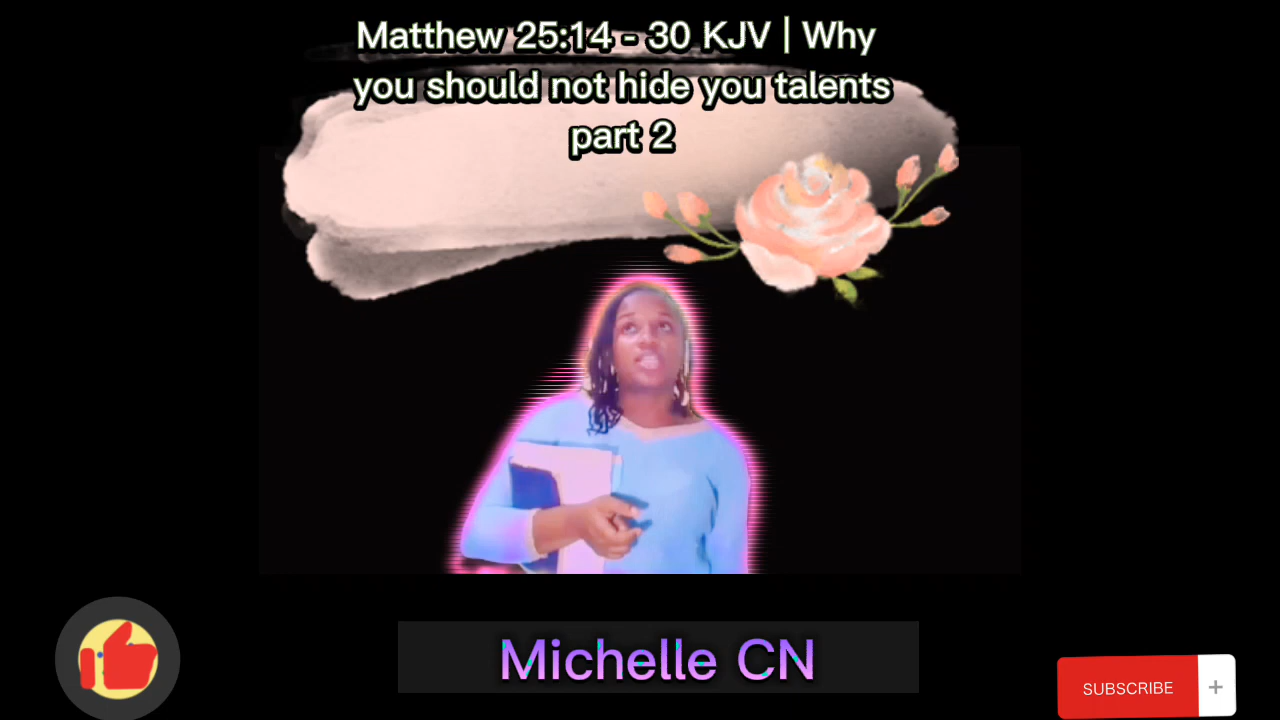 Matthew 25:14 - 30 KJV | Why
you should not hide you talents
part 2
Michelle CN
SUBSCRIBE +